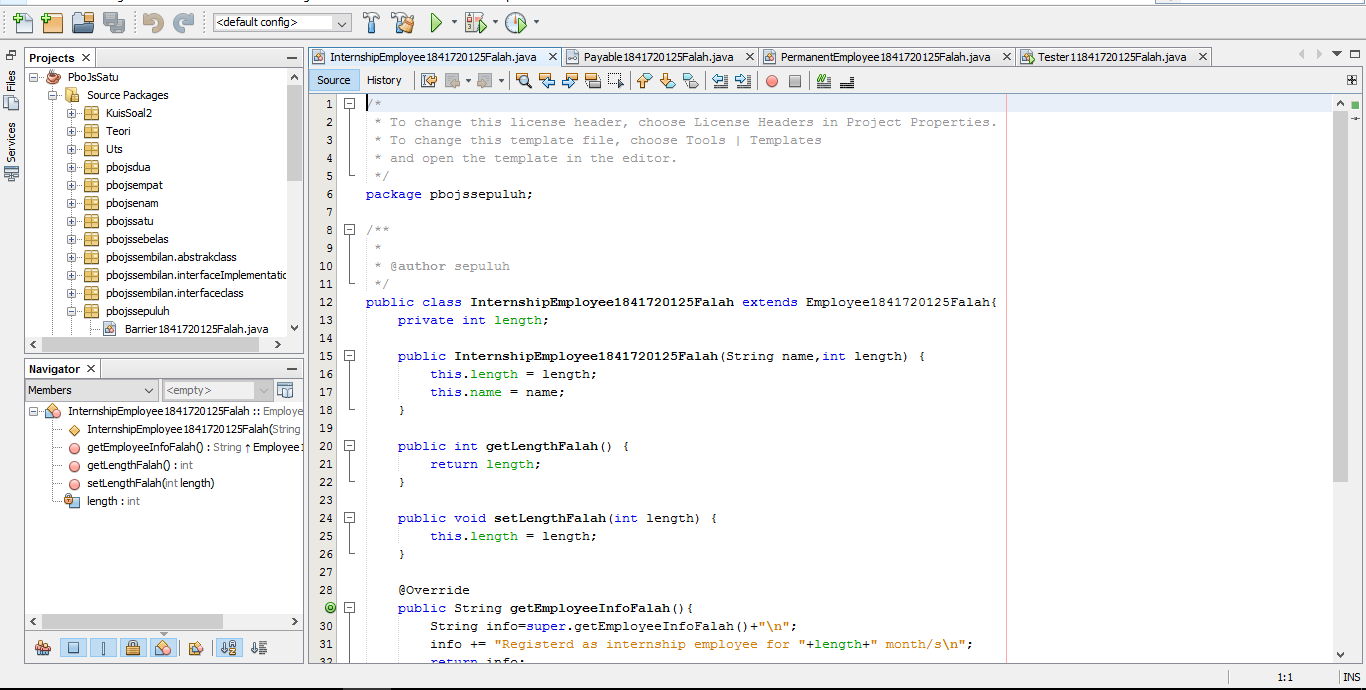 <default config>
Projects
InternshipEmployee1841720125Falah.java
Payable1841720125Falah.java
PermanentEmployee1841720125Falah.java
Tester11841720125Falah.java
Files
Services
PboJsSatu
Source Packages
KuisSoal2
Teori
Uts
pbojsdua
pbojsempat
pbojsenam
pbojssatu
pbojssebelas
pbojssembilan.abstrakclass
pbojssembilan.interfaceImplementatic
pbojssembilan.interfaceclass
pbojssepuluh
Barrier1841720125Falah.java
Navigator
Members
<empty>
InternshipEmployee1841720125Falah :: Employe
InternshipEmployee1841720125Falah(String
getEmployeeInfoFalah() : String ↑ Employee1
getLengthFalah() : int
setLengthFalah(int length)
length : int
Source History
1 /*
2 * To change this license header, choose License Headers in Project Properties.
3 * To change this template file, choose Tools | Templates
4 * and open the template in the editor.
5 */
6 package pbojssepuluh;
7
8 /**
9 *
10 * @author sepuluh
11 */
12 public class InternshipEmployee1841720125Falah extends Employee1841720125Falah{
13 private int length;
14
15 public InternshipEmployee1841720125Falah(String name,int length) {
16 this.length = length;
17 this.name = name;
18 }
19
20 public int getLengthFalah() {
21 return length;
22 }
23
24 public void setLengthFalah(int length) {
25 this.length = length;
26 }
27
28 @Override
public String getEmployeeInfoFalah(){
30 String info=super.getEmployeeInfoFalah()+"\n";
31 info += "Registerd as internship employee for "+length+" month/s\n";
32 return info;
1:1 INS